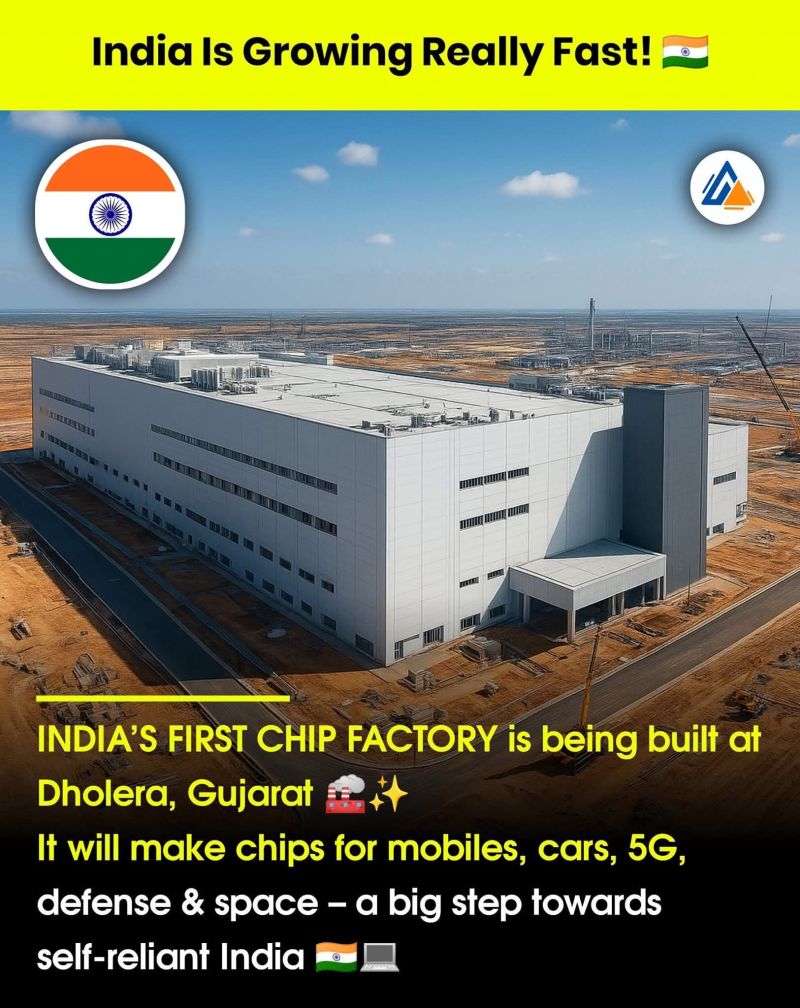 India Is Growing Really Fast! 🇮🇳
INDIA'S FIRST CHIP FACTORY is being built at
Dholera, Gujarat 🏭✨
It will make chips for mobiles, cars, 5G,
defense & space – a big step towards
self-reliant India 🇮🇳💻